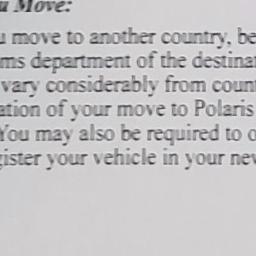 u Move:
u move to another country, be
ms department of the destinat
vary considerably from coun
ation of your move to Polaris
You may also be required to o
gister your vehicle in your nev